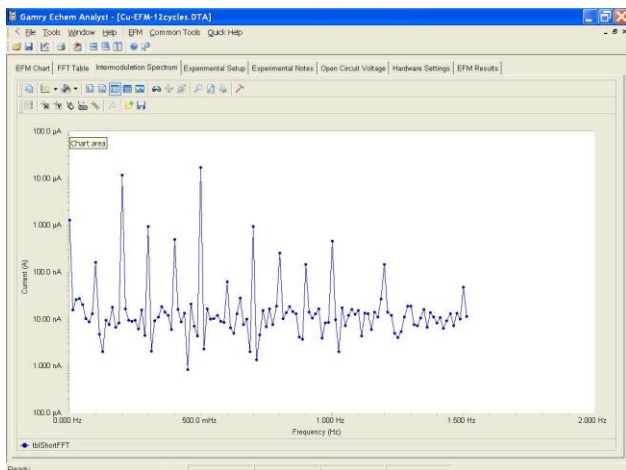 Gamry Echem Analyst - [Cu-EFM-12cycles.DTA]
File Tools Window Help EFM Common Tools Quick Help
EFM Chart FFT Table Intermodulation Spectrum Experimental Setup Experimental Notes Open Circuit Voltage Hardware Settings EFM Results
100.0 µA
Chart area
10.00 µA
1.000 µA
100.0 nA
10.00 nA
1.000 nA
100.0 pA
Current (A)
0.000 Hz 500.0 mHz 1.000 Hz 1.500 Hz 2.000 Hz
Frequency (Hz)
tblShortFFT
Ready